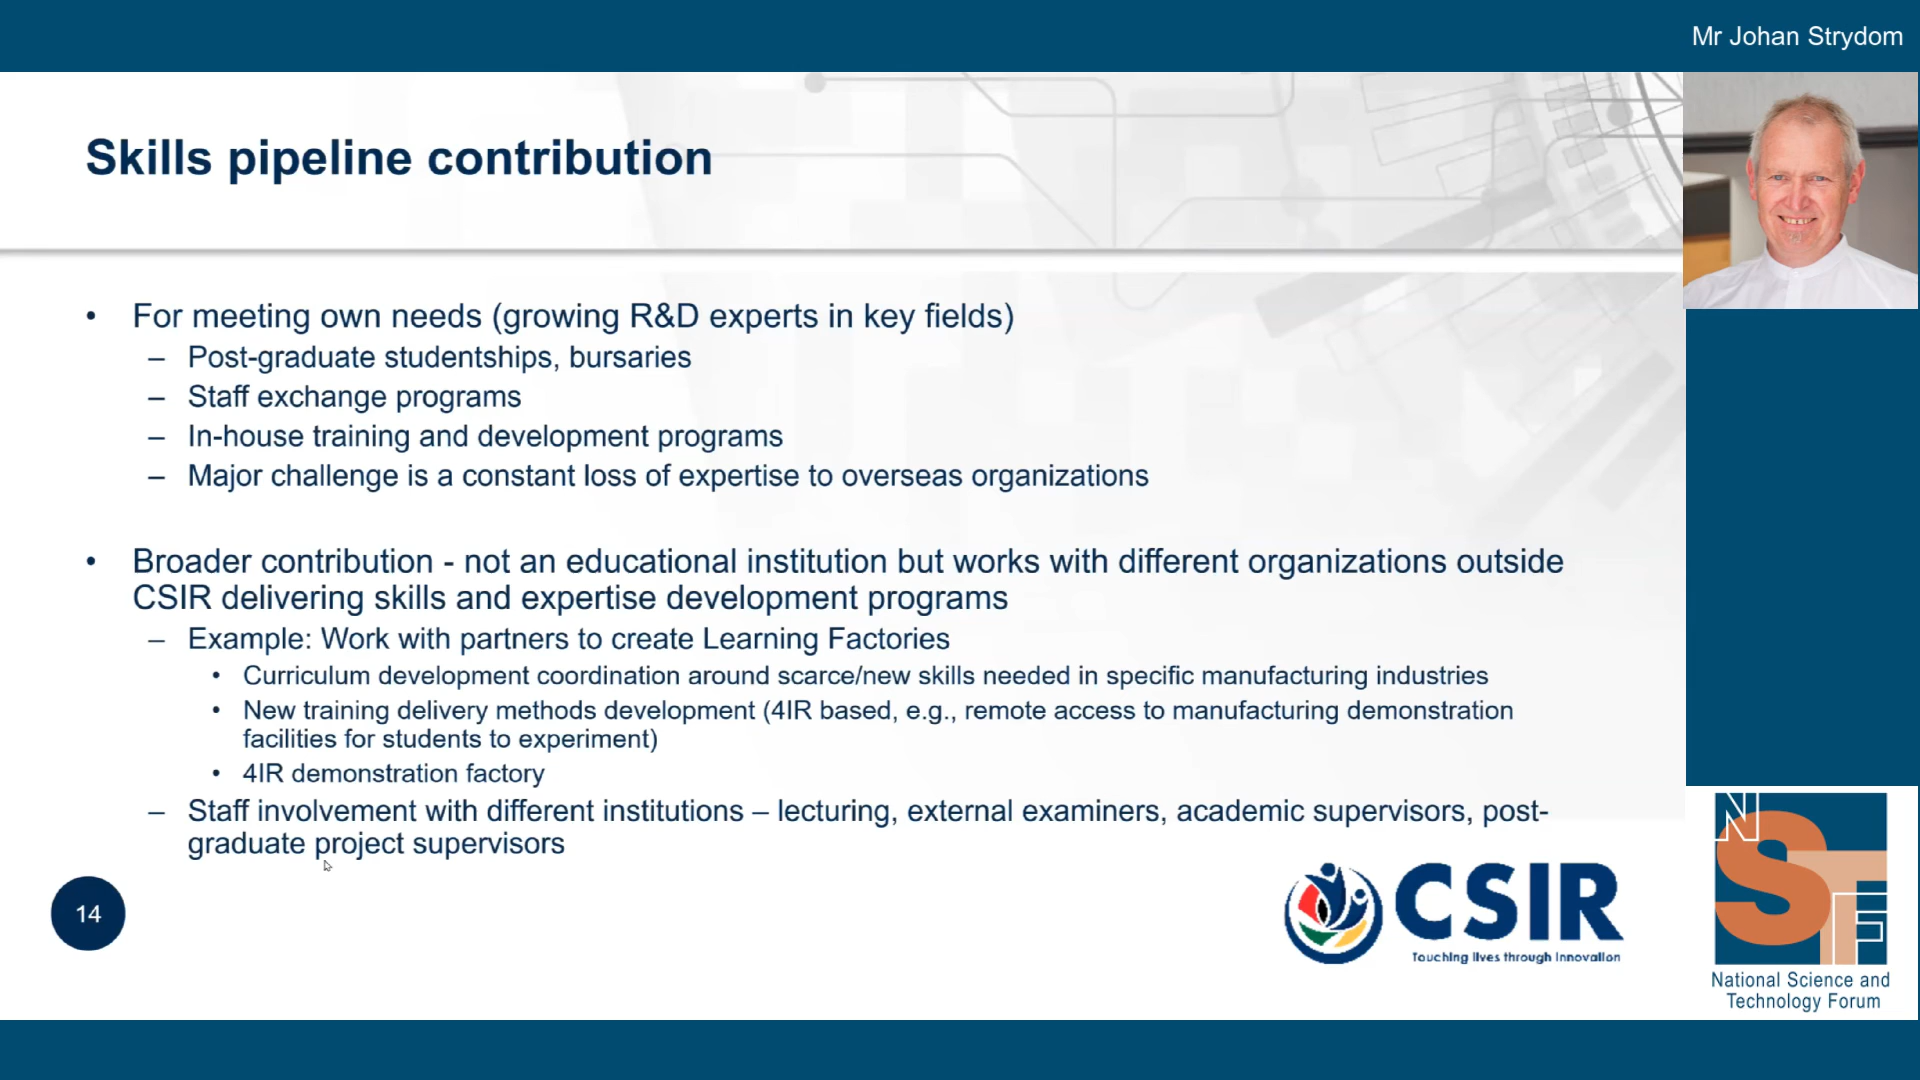 Mr Johan Strydom
Skills pipeline contribution
• For meeting own needs (growing R&D experts in key fields)
– Post-graduate studentships, bursaries
– Staff exchange programs
– In-house training and development programs
– Major challenge is a constant loss of expertise to overseas organizations
• Broader contribution - not an educational institution but works with different organizations outside
CSIR delivering skills and expertise development programs
– Example: Work with partners to create Learning Factories
• Curriculum development coordination around scarce/new skills needed in specific manufacturing industries
• New training delivery methods development (4IR based, e.g., remote access to manufacturing demonstration
facilities for students to experiment)
• 4IR demonstration factory
– Staff involvement with different institutions – lecturing, external examiners, academic supervisors, post-
graduate project supervisors
14
CSIR
Touching lives through innovation
NSTF
National Science and
Technology Forum